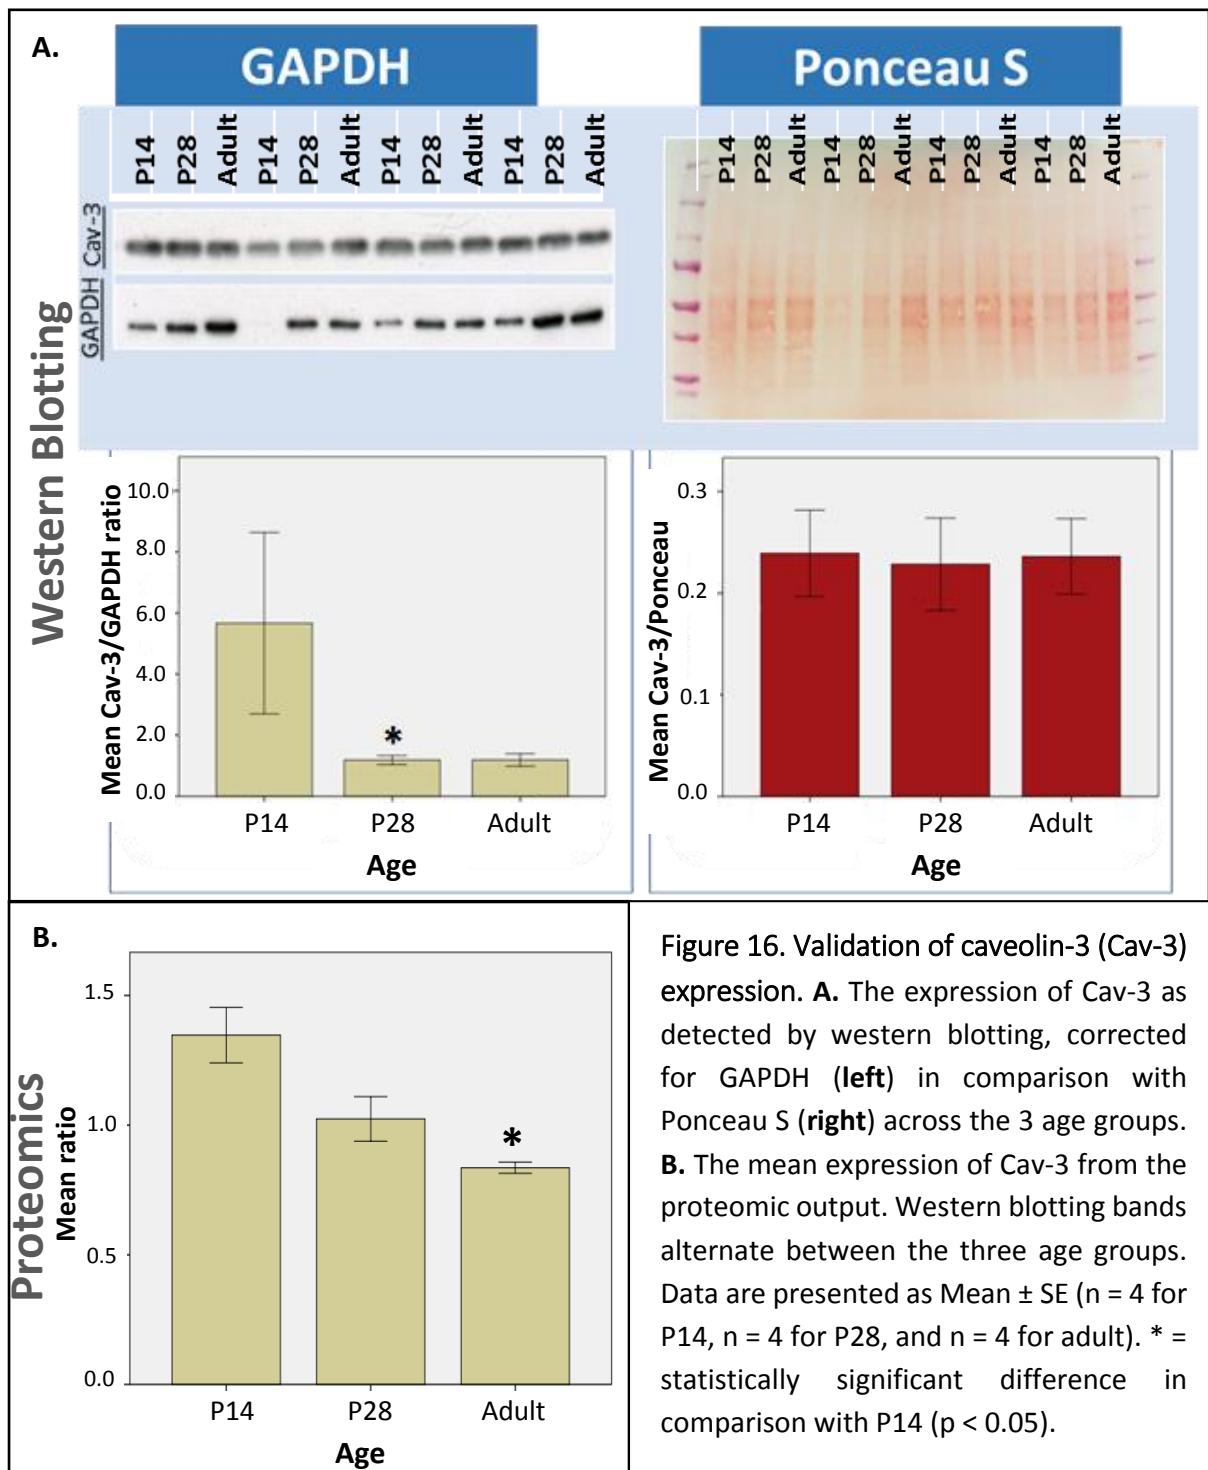 A.
GAPDH
Ponceau S
P14 P28 Adult P14 P28 Adult P14 P28 Adult P14 P28 Adult
P14 P28 Adult P14 P28 Adult P14 P28 Adult P14 P28 Adult
Cav-3
GAPDH
Western Blotting
Mean Cav-3/GAPDH ratio
10.0
8.0
6.0
4.0
2.0
0.0
*
P14 P28 Adult
Age
Mean Cav-3/Ponceau
0.3
0.2
0.1
0.0
P14 P28 Adult
Age
B.
Proteomics
Mean ratio
1.5
1.0
0.5
0.0
*
P14 P28 Adult
Age
Figure 16. Validation of caveolin-3 (Cav-3)
expression. A. The expression of Cav-3 as
detected by western blotting, corrected
for GAPDH (left) in comparison with
Ponceau S (right) across the 3 age groups.
B. The mean expression of Cav-3 from the
proteomic output. Western blotting bands
alternate between the three age groups.
Data are presented as Mean ± SE (n = 4 for
P14, n = 4 for P28, and n = 4 for adult). * =
statistically significant difference in
comparison with P14 (p < 0.05).